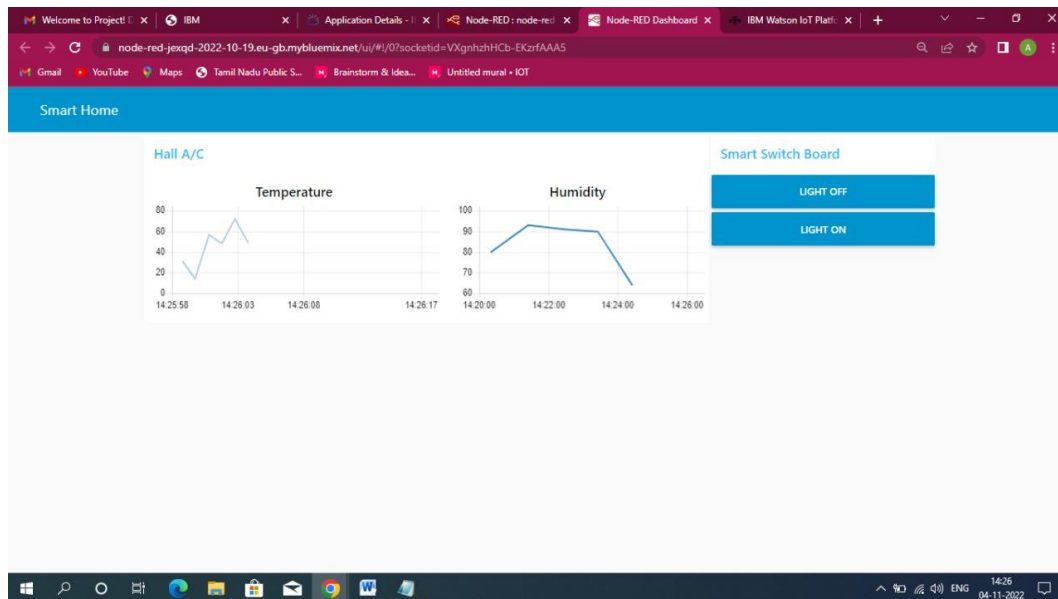 Welcome to Project! D
IBM
Application Details - I
Node-RED : node-red
Node-RED Dashboard
IBM Watson IoT Platfo
node-red-jexqd-2022-10-19.eu-gb.mybluemix.net/ui/#!/0?socketid=VXgnhzhHCb-EKzrfAAA5
A
Gmail
YouTube
Maps
Tamil Nadu Public S...
Brainstorm & Idea...
Untitled mural • IOT
Smart Home
Hall A/C
Temperature
80
60
40
20
0
14:25:58
14:26:03
14:26:08
14:26:17
Humidity
100
90
80
70
60
14:20:00
14:22:00
14:24:00
14:26:00
Smart Switch Board
LIGHT OFF
LIGHT ON
ENG
14:26
04-11-2022